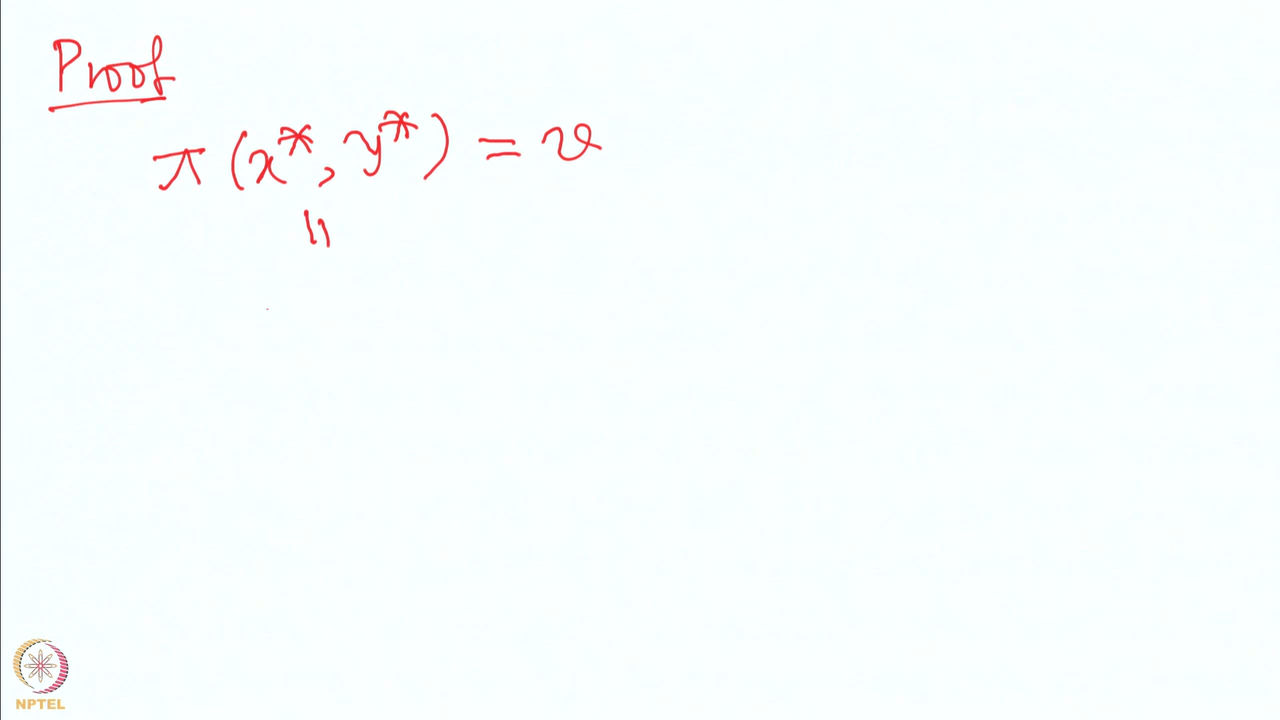 Proof
π (x*, y*) = v
||
NPTEL